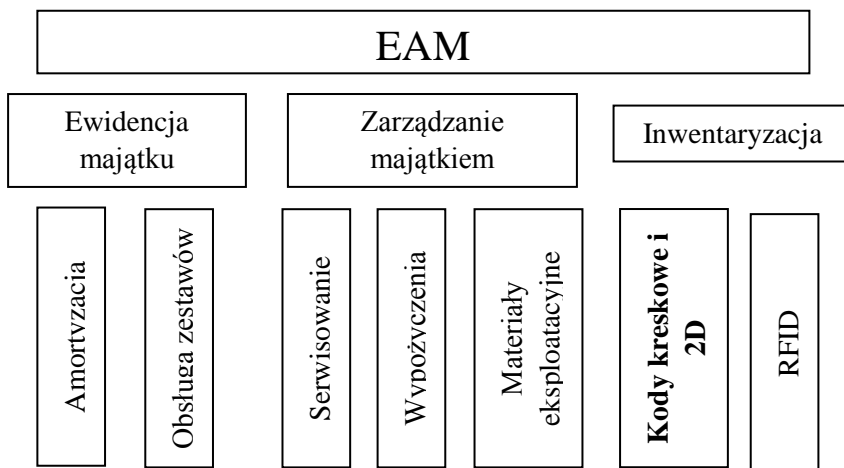 EAM
Ewidencja
majątku
Zarządzanie
majątkiem
Inwentaryzacja
Amortyzacja
Obsługa zestawów
Serwisowanie
Wypożyczenia
Materiały
eksploatacyjne
Kody kreskowe i
2D
RFID